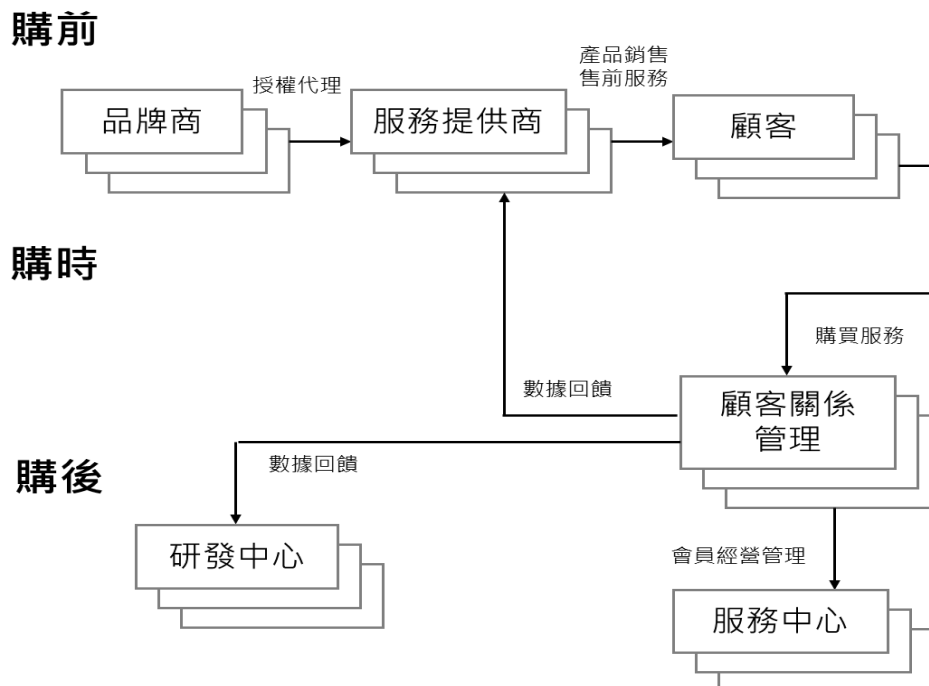 購前
產品銷售
售前服務
授權代理
品牌商
服務提供商
顧客
購時
購買服務
數據回饋
顧客關係
管理
數據回饋
購後
研發中心
會員經營管理
服務中心